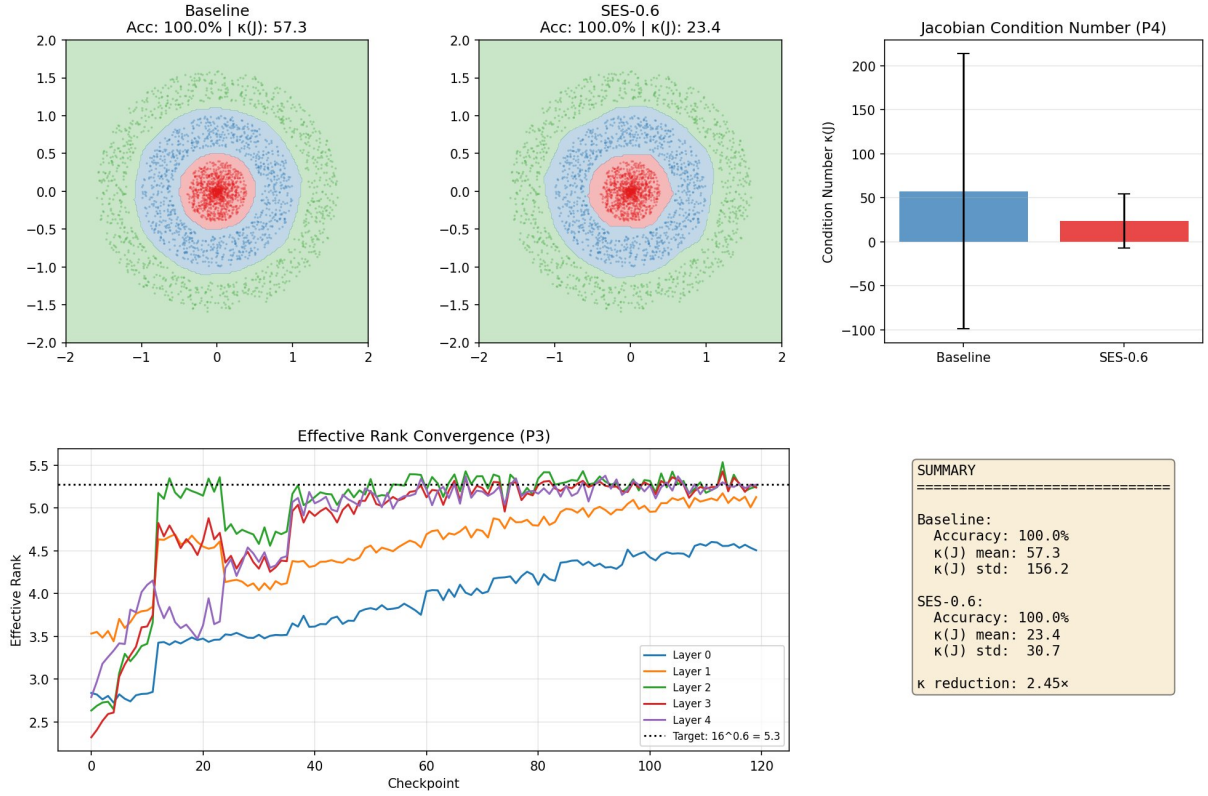 Baseline
Acc: 100.0% | κ(J): 57.3
2.0
1.5
1.0
0.5
0.0
−0.5
−1.0
−1.5
−2.0
−2
−1
0
1
2
SES-0.6
Acc: 100.0% | κ(J): 23.4
2.0
1.5
1.0
0.5
0.0
−0.5
−1.0
−1.5
−2.0
−2
−1
0
1
2
Jacobian Condition Number (P4)
Condition Number κ(J)
200
150
100
50
0
−50
−100
Baseline
SES-0.6
Effective Rank Convergence (P3)
Effective Rank
5.5
5.0
4.5
4.0
3.5
3.0
2.5
0
20
40
60
80
100
120
Checkpoint
Layer 0
Layer 1
Layer 2
Layer 3
Layer 4
Target: 16^0.6 = 5.3
SUMMARY
==============================
Baseline:
Accuracy: 100.0%
κ(J) mean: 57.3
κ(J) std: 156.2
SES-0.6:
Accuracy: 100.0%
κ(J) mean: 23.4
κ(J) std: 30.7
κ reduction: 2.45×